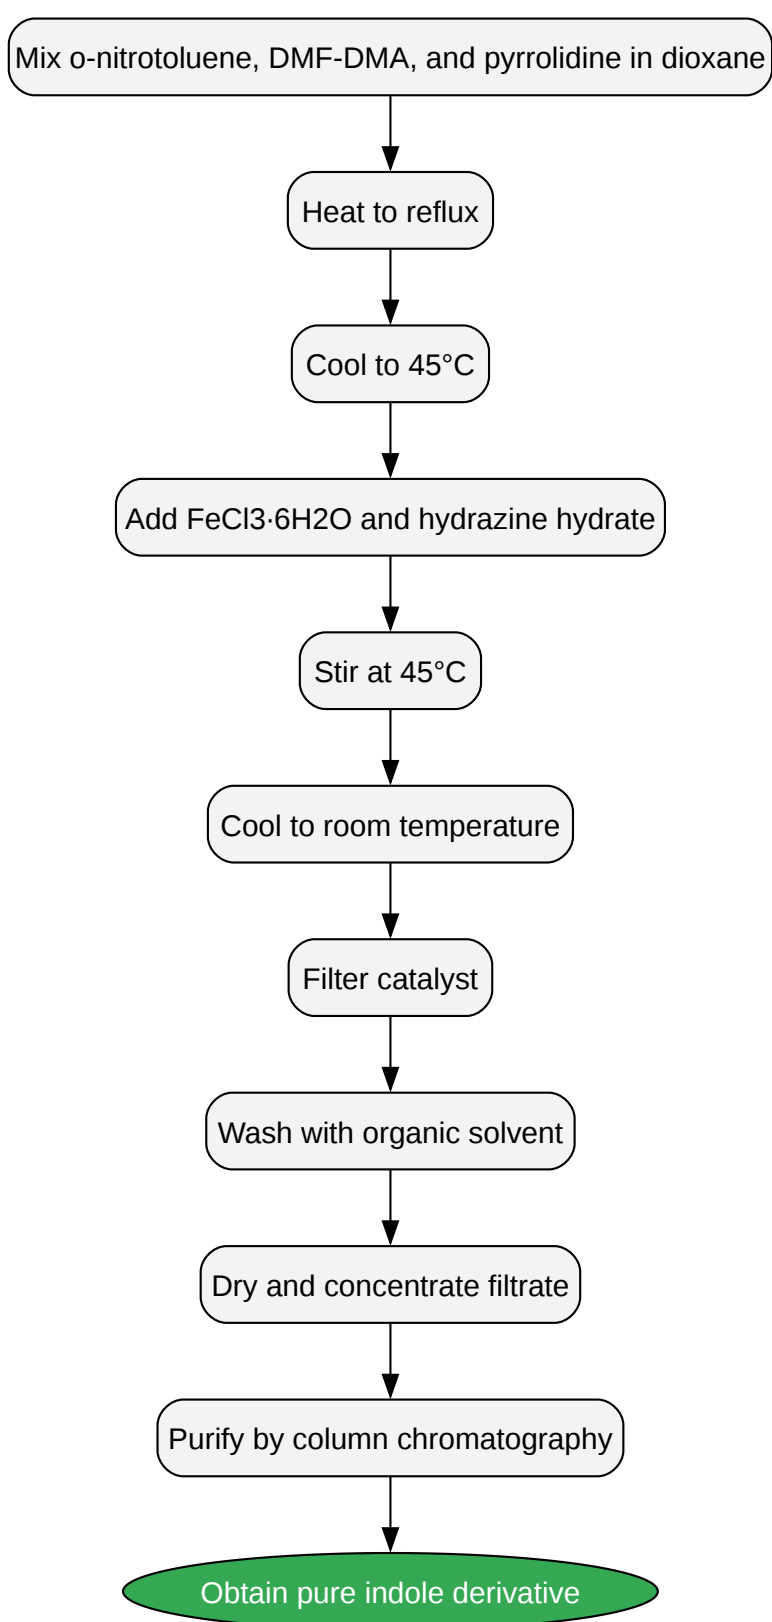 Mix o-nitrotoluene, DMF-DMA, and pyrrolidine in dioxane
Heat to reflux
Cool to 45°C
Add FeCl3·6H2O and hydrazine hydrate
Stir at 45°C
Cool to room temperature
Filter catalyst
Wash with organic solvent
Dry and concentrate filtrate
Purify by column chromatography
Obtain pure indole derivative